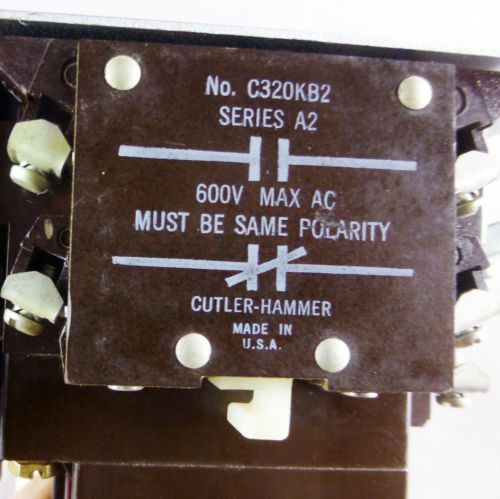 No. C320KB2
SERIES A2
600V MAX AC
MUST BE SAME POLARITY
CUTLER-HAMMER
MADE IN
U.S.A.